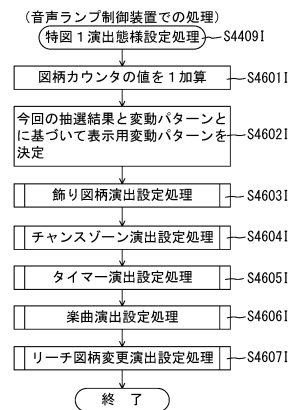 （音声ランプ制御装置での処理）
特図１演出態様設定処理
S4409I
図柄カウンタの値を１加算
S4601I
今回の抽選結果と変動パターンと
に基づいて表示用変動パターンを
決定
S4602I
飾り図柄演出設定処理
S4603I
チャンスゾーン演出設定処理
S4604I
タイマー演出設定処理
S4605I
楽曲演出設定処理
S4606I
リーチ図柄変更演出設定処理
S4607I
終　了